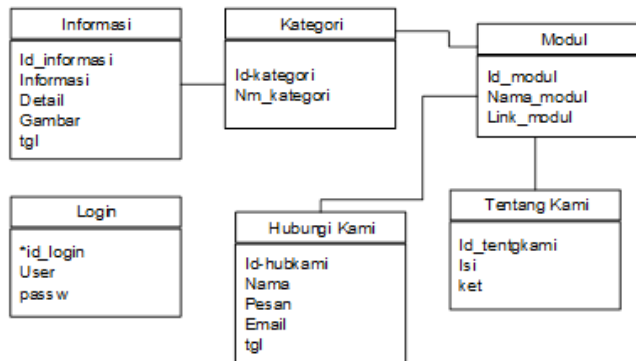 Informasi
Id_informasi
Informasi
Detail
Gambar
tgl
Kategori
Id-kategori
Nm_kategori
Modul
Id_modul
Nama_modul
Link_modul
Login
*id_login
User
passw
Hubungi Kami
Id-hubkami
Nama
Pesan
Email
tgl
Tentang Kami
Id_tentgkami
Isi
ket